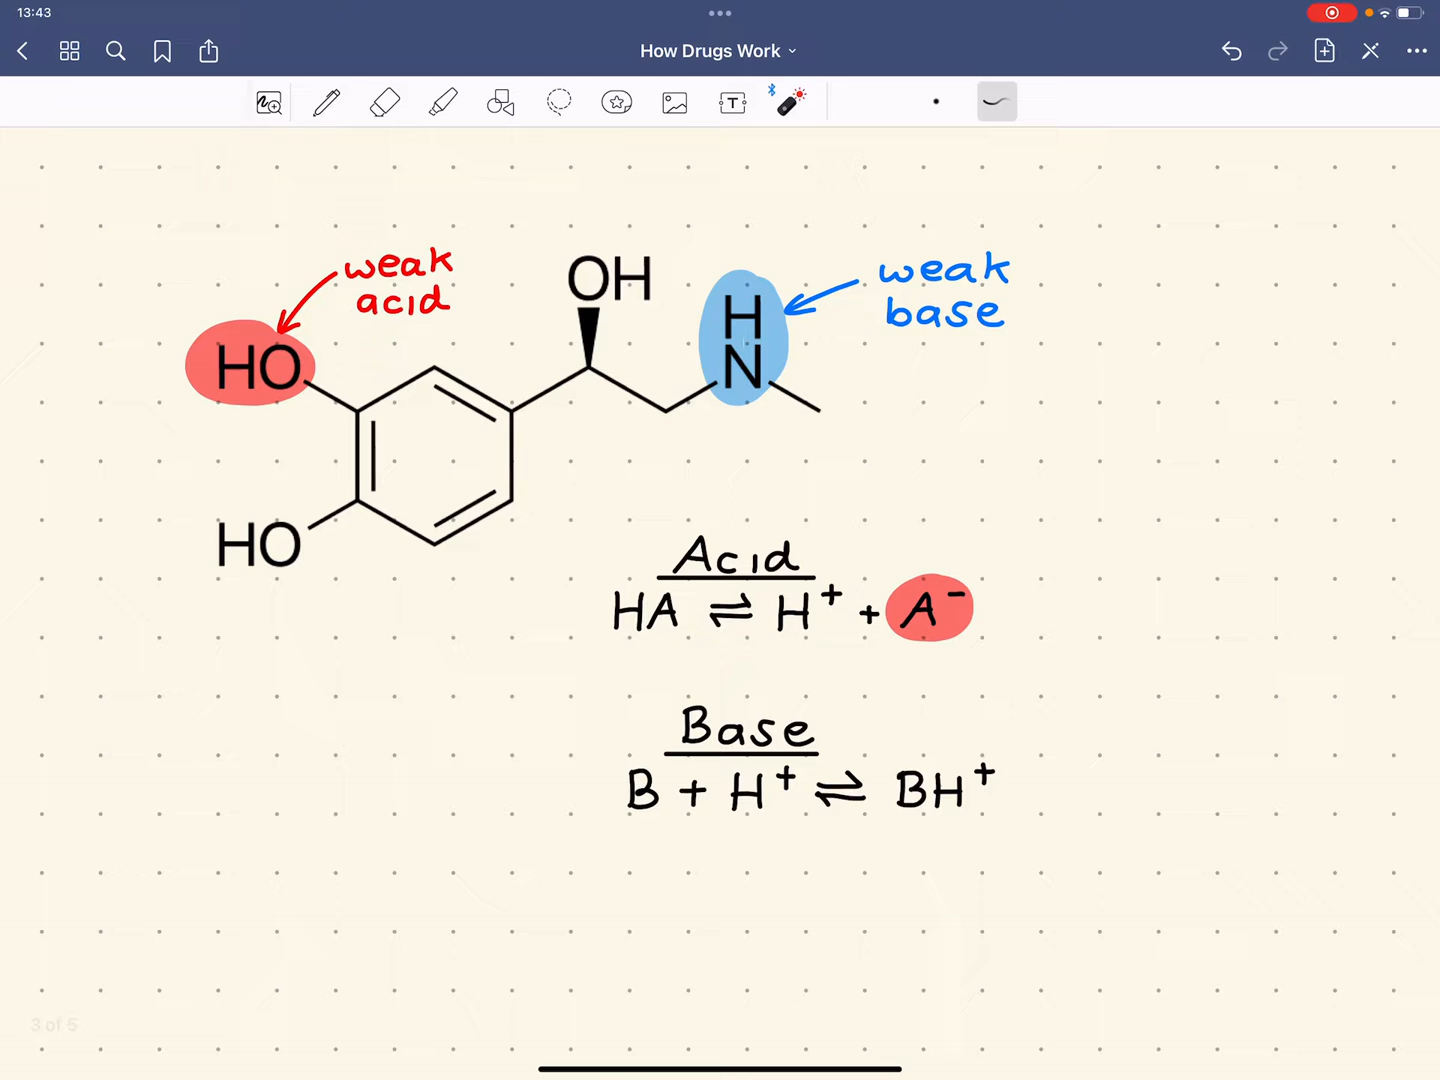 13:43
How Drugs Work
T
weak
acid
OH
weak
base
H
N
HO
HO
Acid
HA ⇌ H⁺ + A⁻
Base
B + H⁺ ⇌ BH⁺
3 of 5